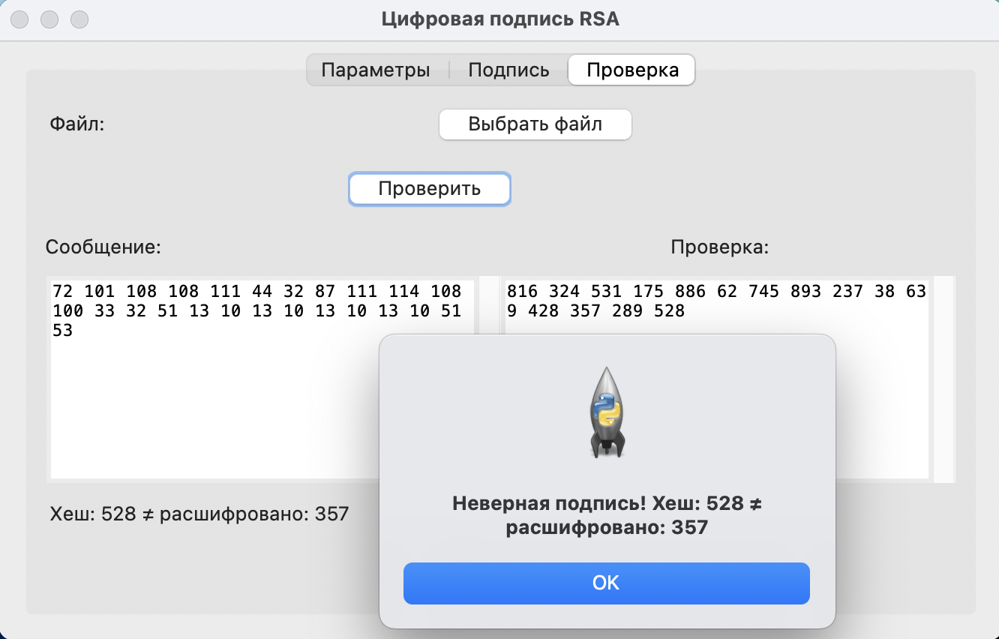 Цифровая подпись RSA
Параметры Подпись Проверка
Файл: Выбрать файл
Проверить
Сообщение: Проверка:
72 101 108 108 111 44 32 87 111 114 108
100 33 32 51 13 10 13 10 13 10 13 10 51
53
816 324 531 175 886 62 745 893 237 38 63
9 428 357 289 528
Хеш: 528 ≠ расшифровано: 357
Неверная подпись! Хеш: 528 ≠
расшифровано: 357
OK